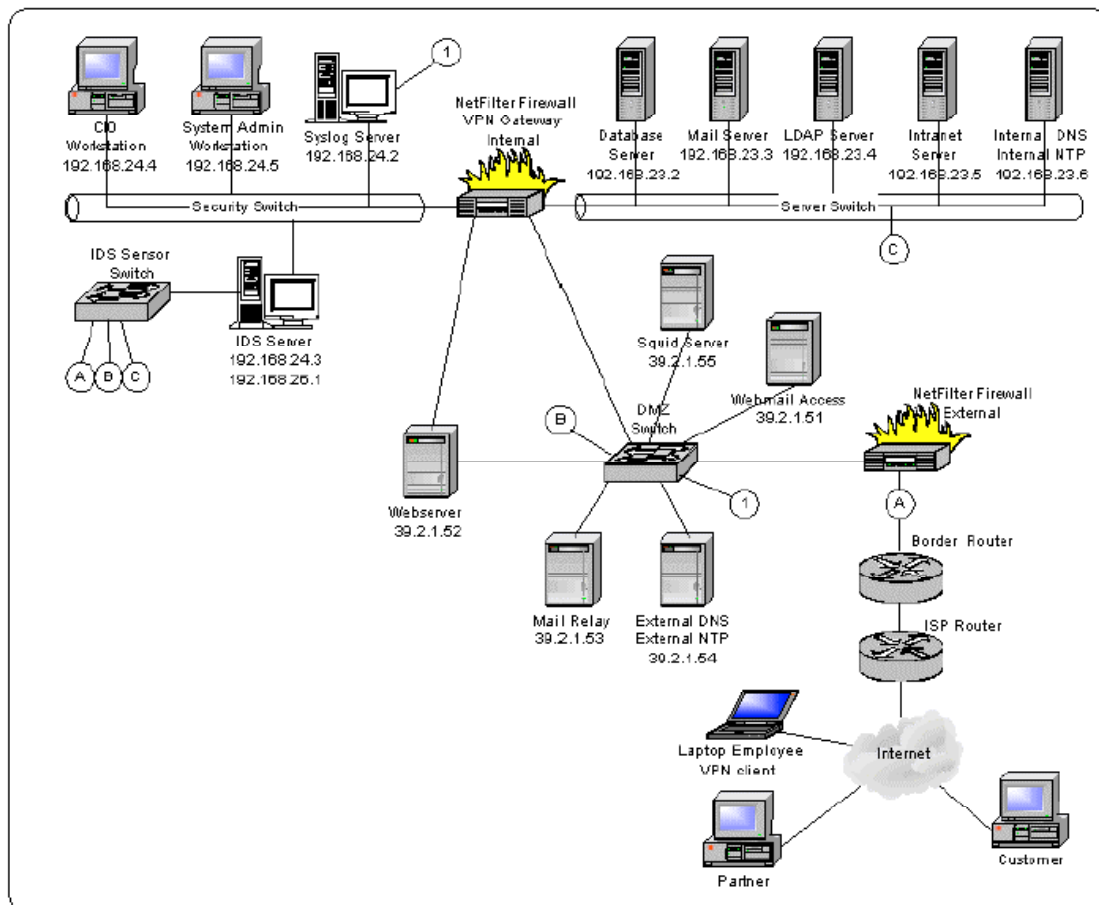 1
CIO
Workstation
192.168.24.4
System Admin
Workstation
192.168.24.5
Syslog Server
192.168.24.2
NetFilter Firewall
VPN Gateway
Internal
Database
Server
192.168.23.2
Mail Server
192.168.23.3
LDAP Server
192.168.23.4
Intranet
Server
192.168.23.5
Internal DNS
Internal NTP
192.168.23.6
Security Switch
Server Switch
C
IDS Sensor
Switch
A
B
C
IDS Server
192.168.24.3
192.168.26.1
Squid Server
39.2.1.55
Webmail Access
39.2.1.51
DMZ
Switch
B
NetFilter Firewall
External
Webserver
39.2.1.52
1
A
Mail Relay
39.2.1.53
External DNS
External NTP
39.2.1.54
Border Router
ISP Router
Laptop Employee
VPN client
Internet
Partner
Customer